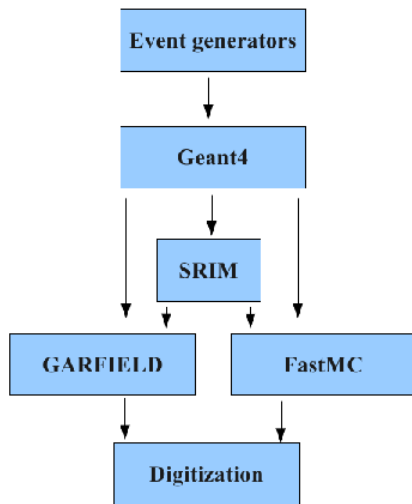 Event generators
Geant4
SRIM
GARFIELD
FastMC
Digitization